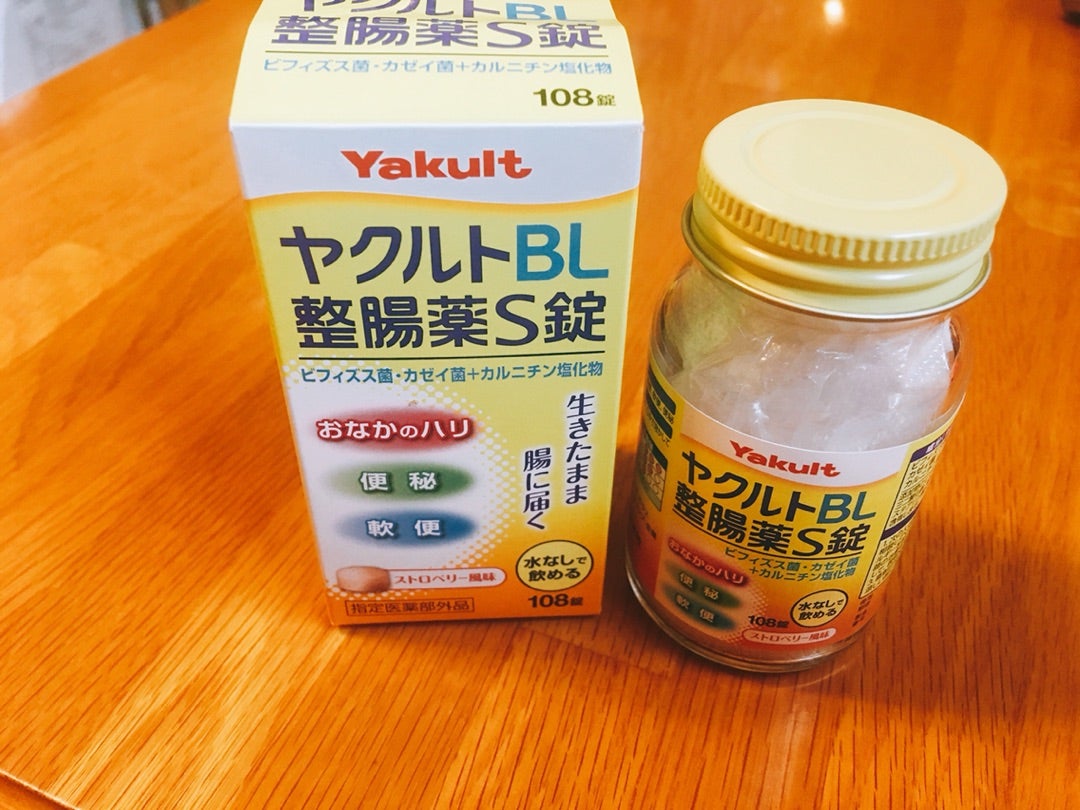 ヤクルトBL
整腸薬S錠
ビフィズス菌・カゼイ菌+カルニチン塩化物
108錠
Yakult
ヤクルトBL
整腸薬S錠
ビフィズス菌・カゼイ菌+カルニチン塩化物
おなかのハリ
便秘
軟便
生きたまま
腸に届く
ストロベリー風味
水なしで
飲める
指定医薬部外品
108錠
Yakult
ヤクルトBL
整腸薬S錠
ビフィズス菌・カゼイ菌
+カルニチン塩化物
おなかのハリ
便秘
軟便
水なしで
飲める
108錠
ストロベリー風味